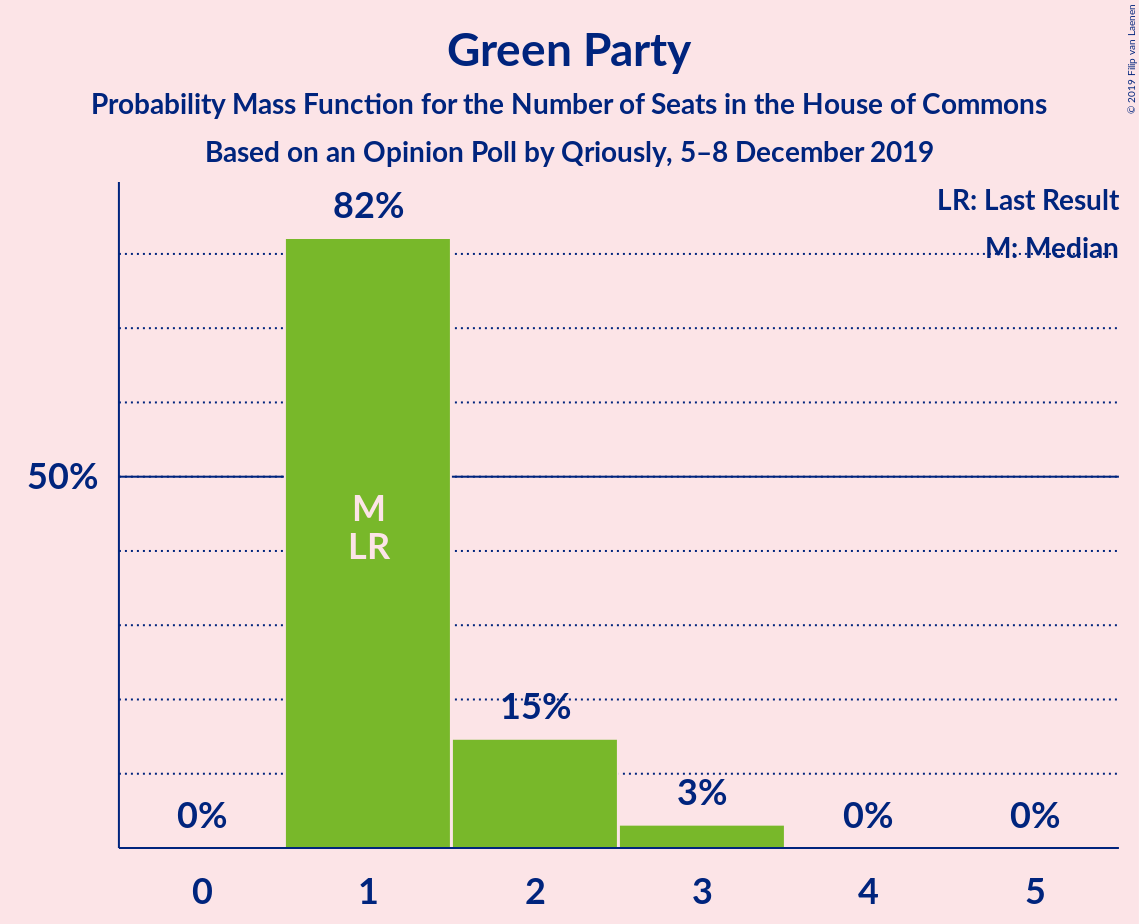 Green Party
Probability Mass Function for the Number of Seats in the House of Commons
Based on an Opinion Poll by Qriously, 5–8 December 2019
© 2019 Filip van Laenen
LR: Last Result
M: Median
82%
50%
M
LR
15%
3%
0%
0%
0%
0
1
2
3
4
5